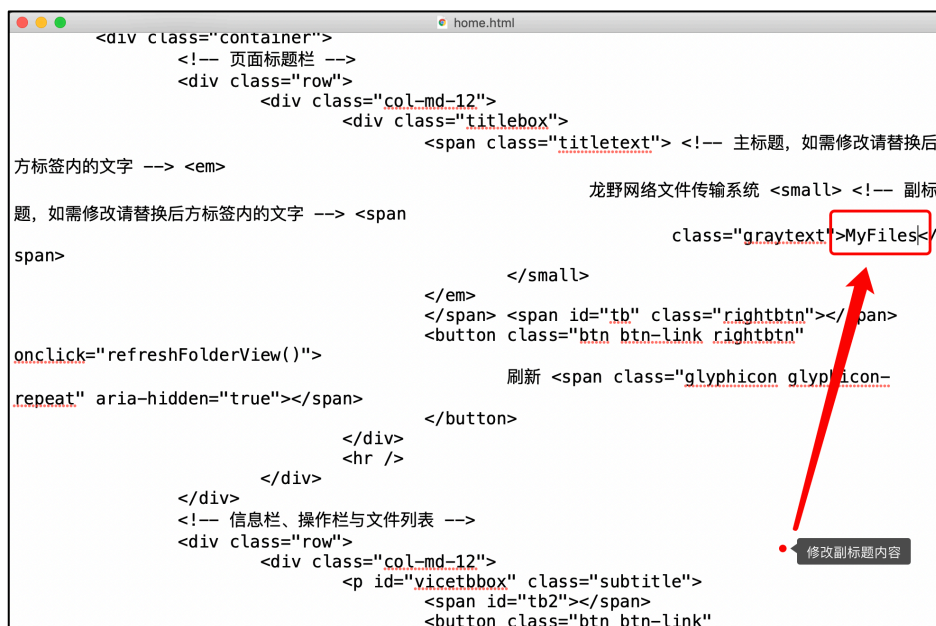 home.html
<div class="container">
<!-- 页面标题栏 -->
<div class="row">
<div class="col-md-12">
<div class="titlebox">
<span class="titletext"> <!-- 主标题，如需修改请替换后
方标签内的文字 --> <em>
龙野网络文件传输系统 <small> <!-- 副标
题，如需修改请替换后方标签内的文字 --> <span
class="graytext">MyFiles</
span>
</small>
</em>
</span> <span id="tb" class="rightbtn"></span>
<button class="btn btn-link rightbtn"
onclick="refreshFolderView()">
刷新 <span class="glyphicon glyphicon-
repeat" aria-hidden="true"></span>
</button>
</div>
<hr />
</div>
</div>
<!-- 信息栏、操作栏与文件列表 -->
<div class="row">
修改副标题内容
<div class="col-md-12">
<p id="vicetbbox" class="subtitle">
<span id="tb2"></span>
<button class="btn btn-link"